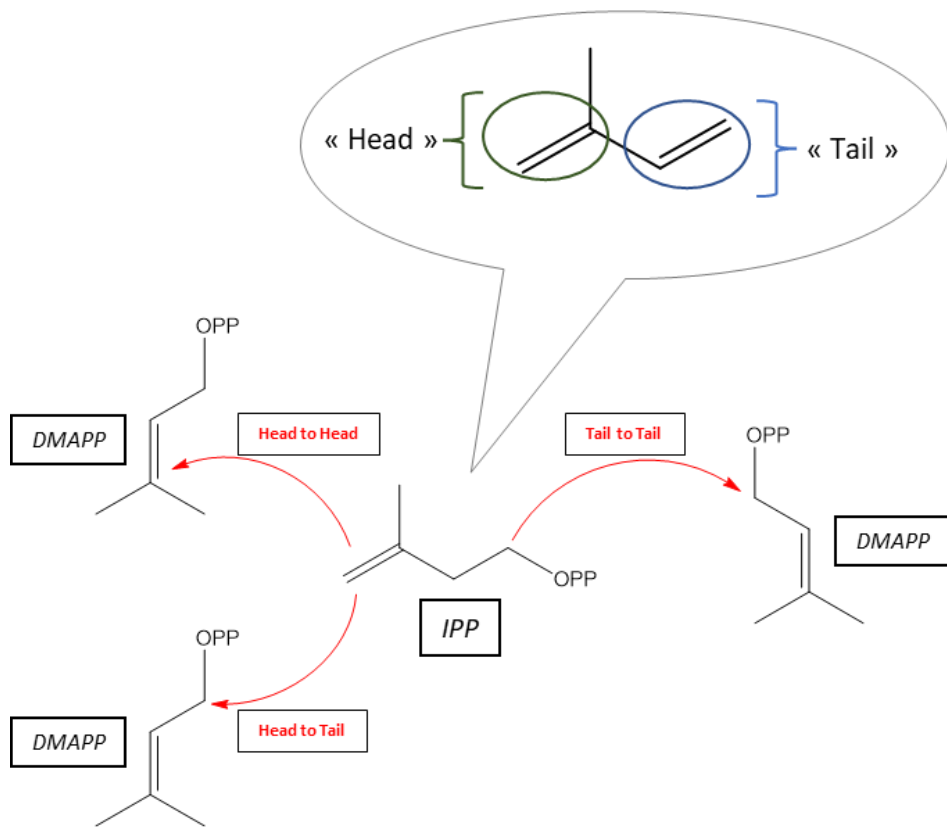 « Head »
« Tail »
OPP
DMAPP
Head to Head
Tail to Tail
OPP
DMAPP
OPP
IPP
OPP
DMAPP
Head to Tail